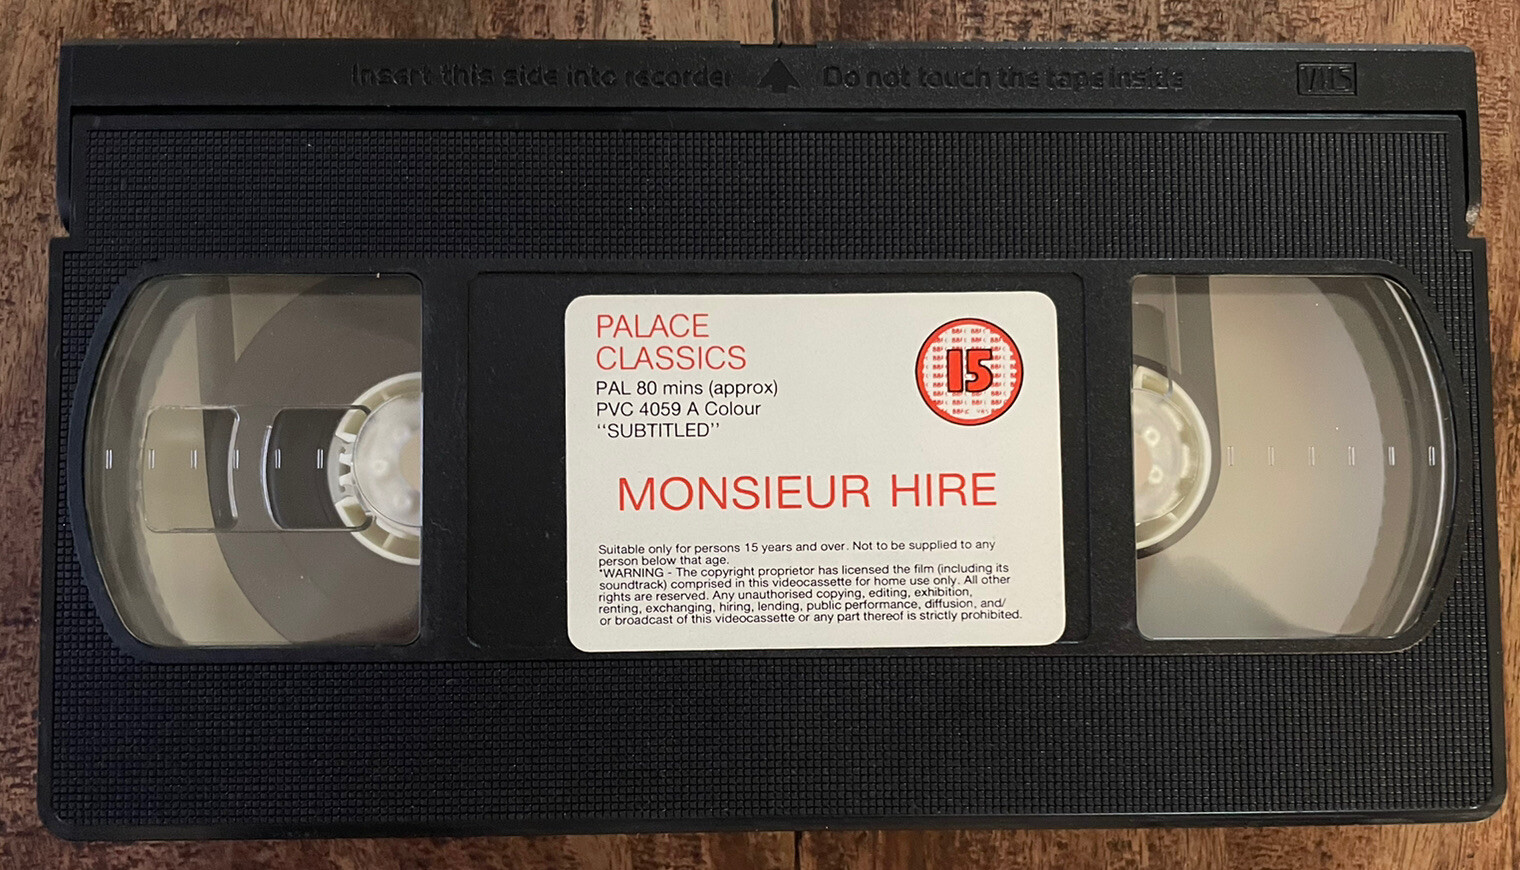 Insert this side into recorder Do not touch the tape inside VHS
PALACE
CLASSICS
PAL 80 mins (approx)
PVC 4059 A Colour
‘‘SUBTITLED’’
15
MONSIEUR HIRE
Suitable only for persons 15 years and over. Not to be supplied to any
person below that age.
*WARNING - The copyright proprietor has licensed the film (including its
soundtrack) comprised in this videocassette for home use only. All other
rights are reserved. Any unauthorised copying, editing, exhibition,
renting, exchanging, hiring, lending, public performance, diffusion, and/
or broadcast of this videocassette or any part thereof is strictly prohibited.